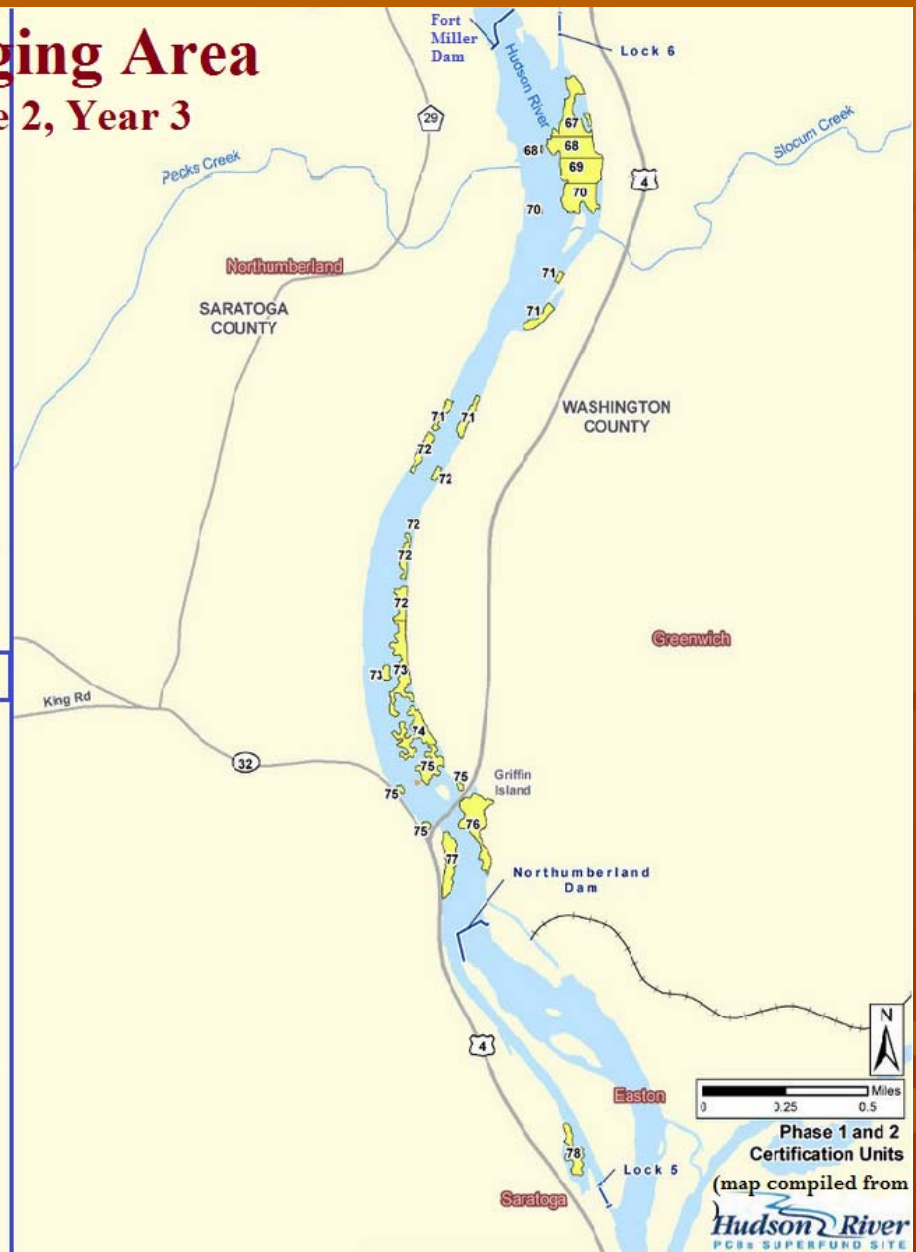 ging Area
e 2, Year 3
Fort
Miller
Dam
Hudson River
Lock 6
29
67
68
68
69
4
70
70
Pecks Creek
Slocum Creek
Northumberland
71
SARATOGA
COUNTY
71
WASHINGTON
COUNTY
71
71
72
72
72
72
72
Greenwich
73
73
King Rd
74
32
75
75
Griffin
Island
75
75
76
77
Northumberland
Dam
N
4
Easton
Miles
0
0.25
0.5
Phase 1 and 2
Certification Units
78
Lock 5
(map compiled from
)
Saratoga
Hudson River
PCBs SUPERFUND SITE